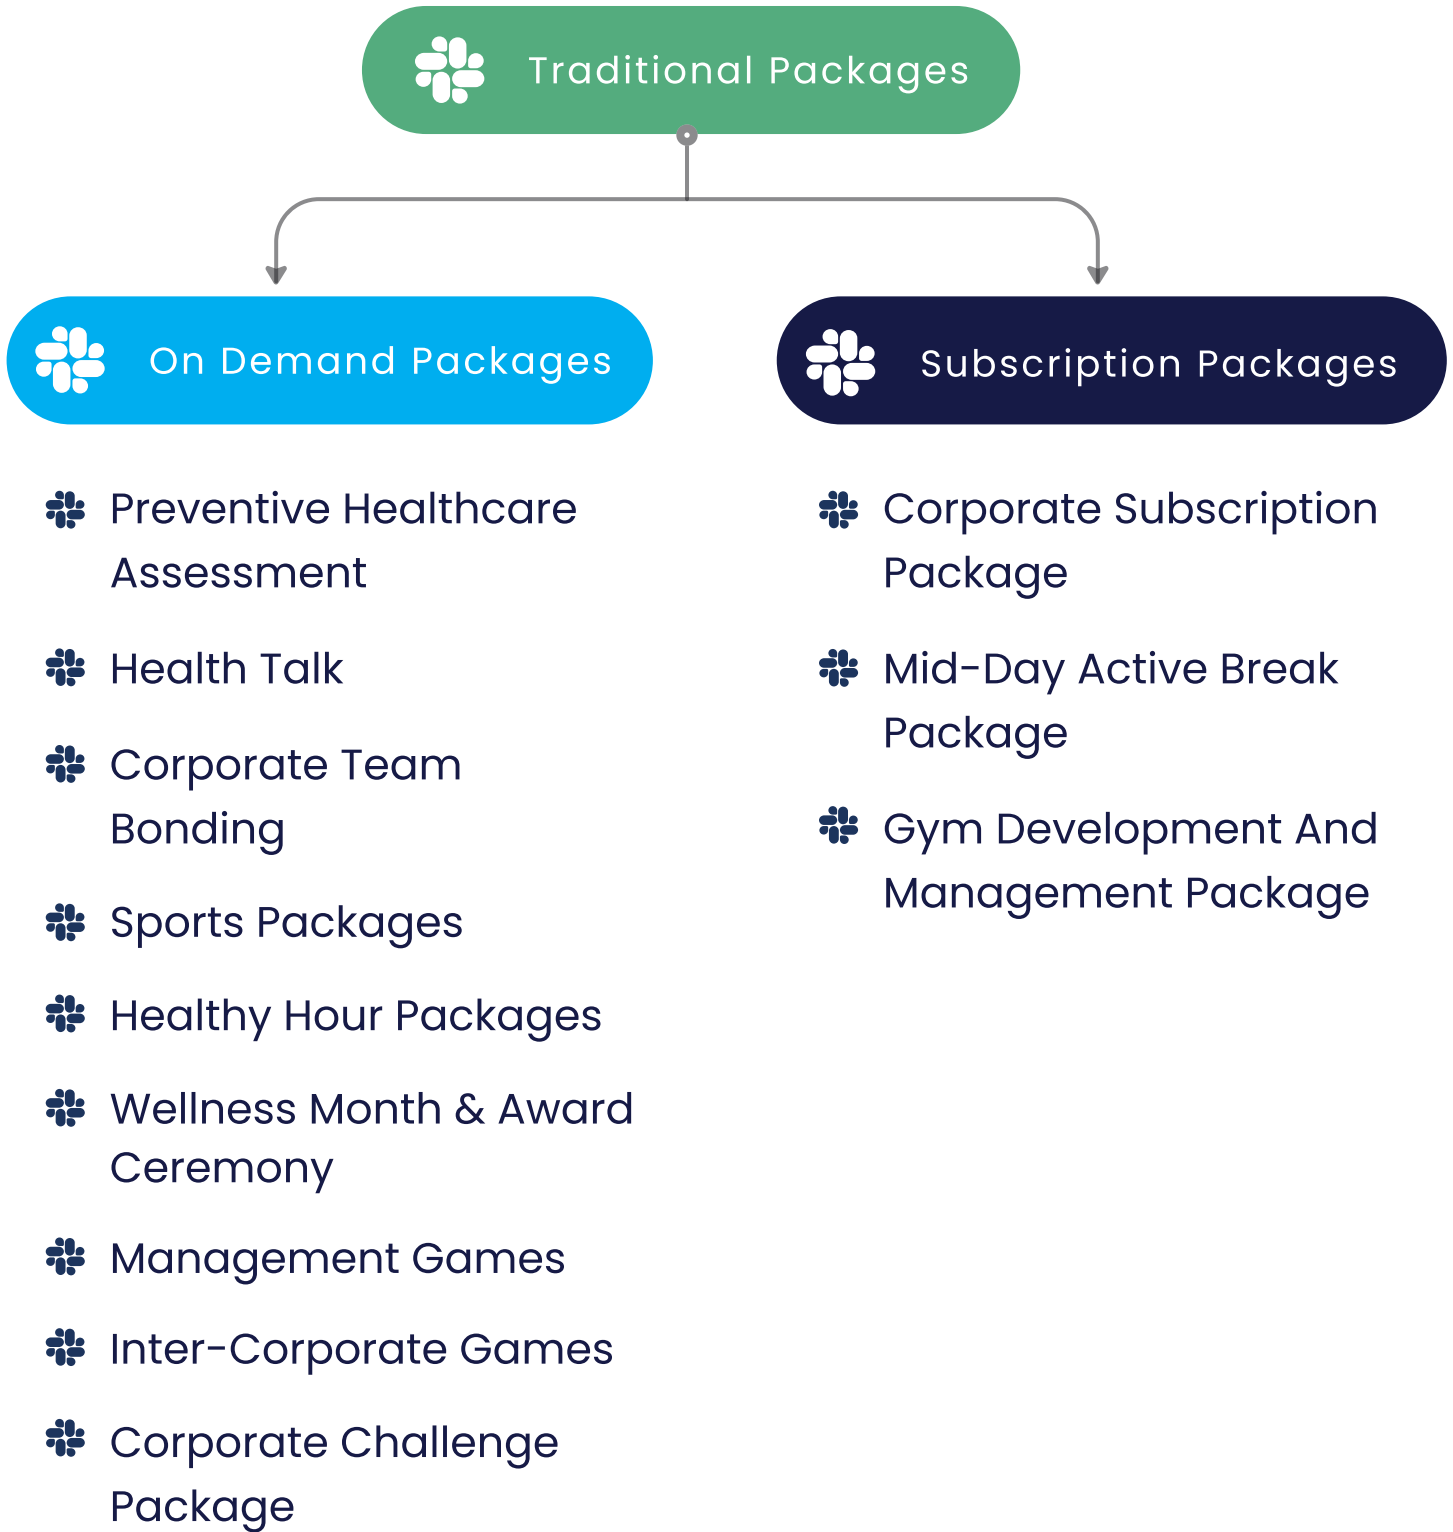 Traditional Packages
On Demand Packages
Preventive Healthcare
Assessment
Health Talk
Corporate Team
Bonding
Sports Packages
Healthy Hour Packages
Wellness Month & Award
Ceremony
Management Games
Inter-Corporate Games
Corporate Challenge
Package
Subscription Packages
Corporate Subscription
Package
Mid-Day Active Break
Package
Gym Development And
Management Package